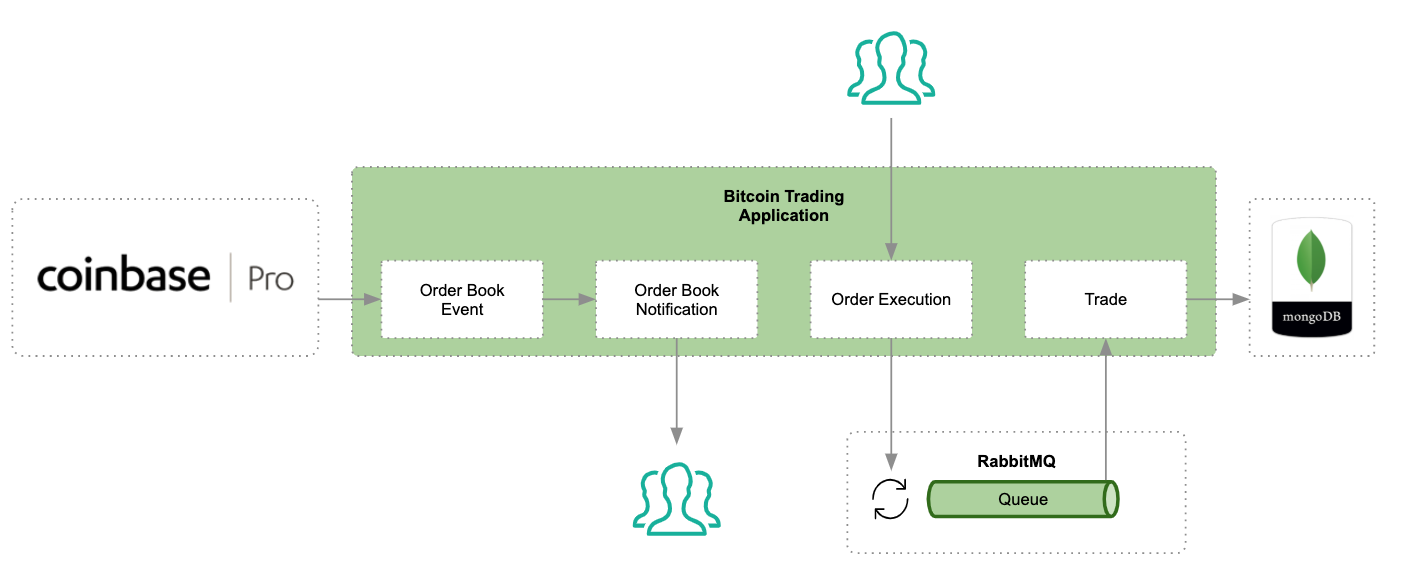 Bitcoin Trading
Application
coinbase
Pro
Order Book
Event
Order Book
Notification
Order Execution
Trade
mongoDB
RabbitMQ
Queue